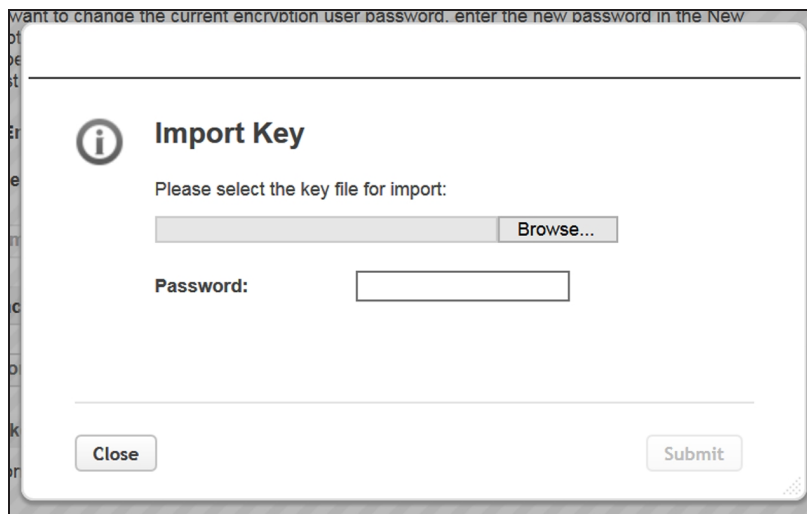 want to change the current encryption user password, enter the new password in the New
Import Key
Please select the key file for import:
Browse...
Password:
Close
Submit